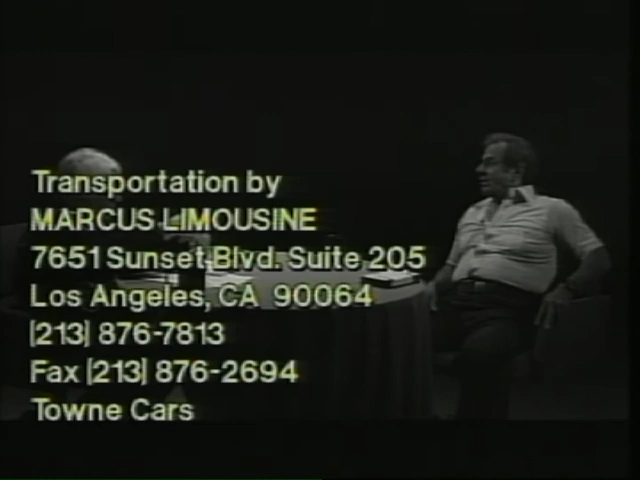 Transportation by
MARCUS LIMOUSINE
7651 Sunset Blvd. Suite 205
Los Angeles, CA 90064
(213) 876-7813
Fax (213) 876-2694
Towne Cars